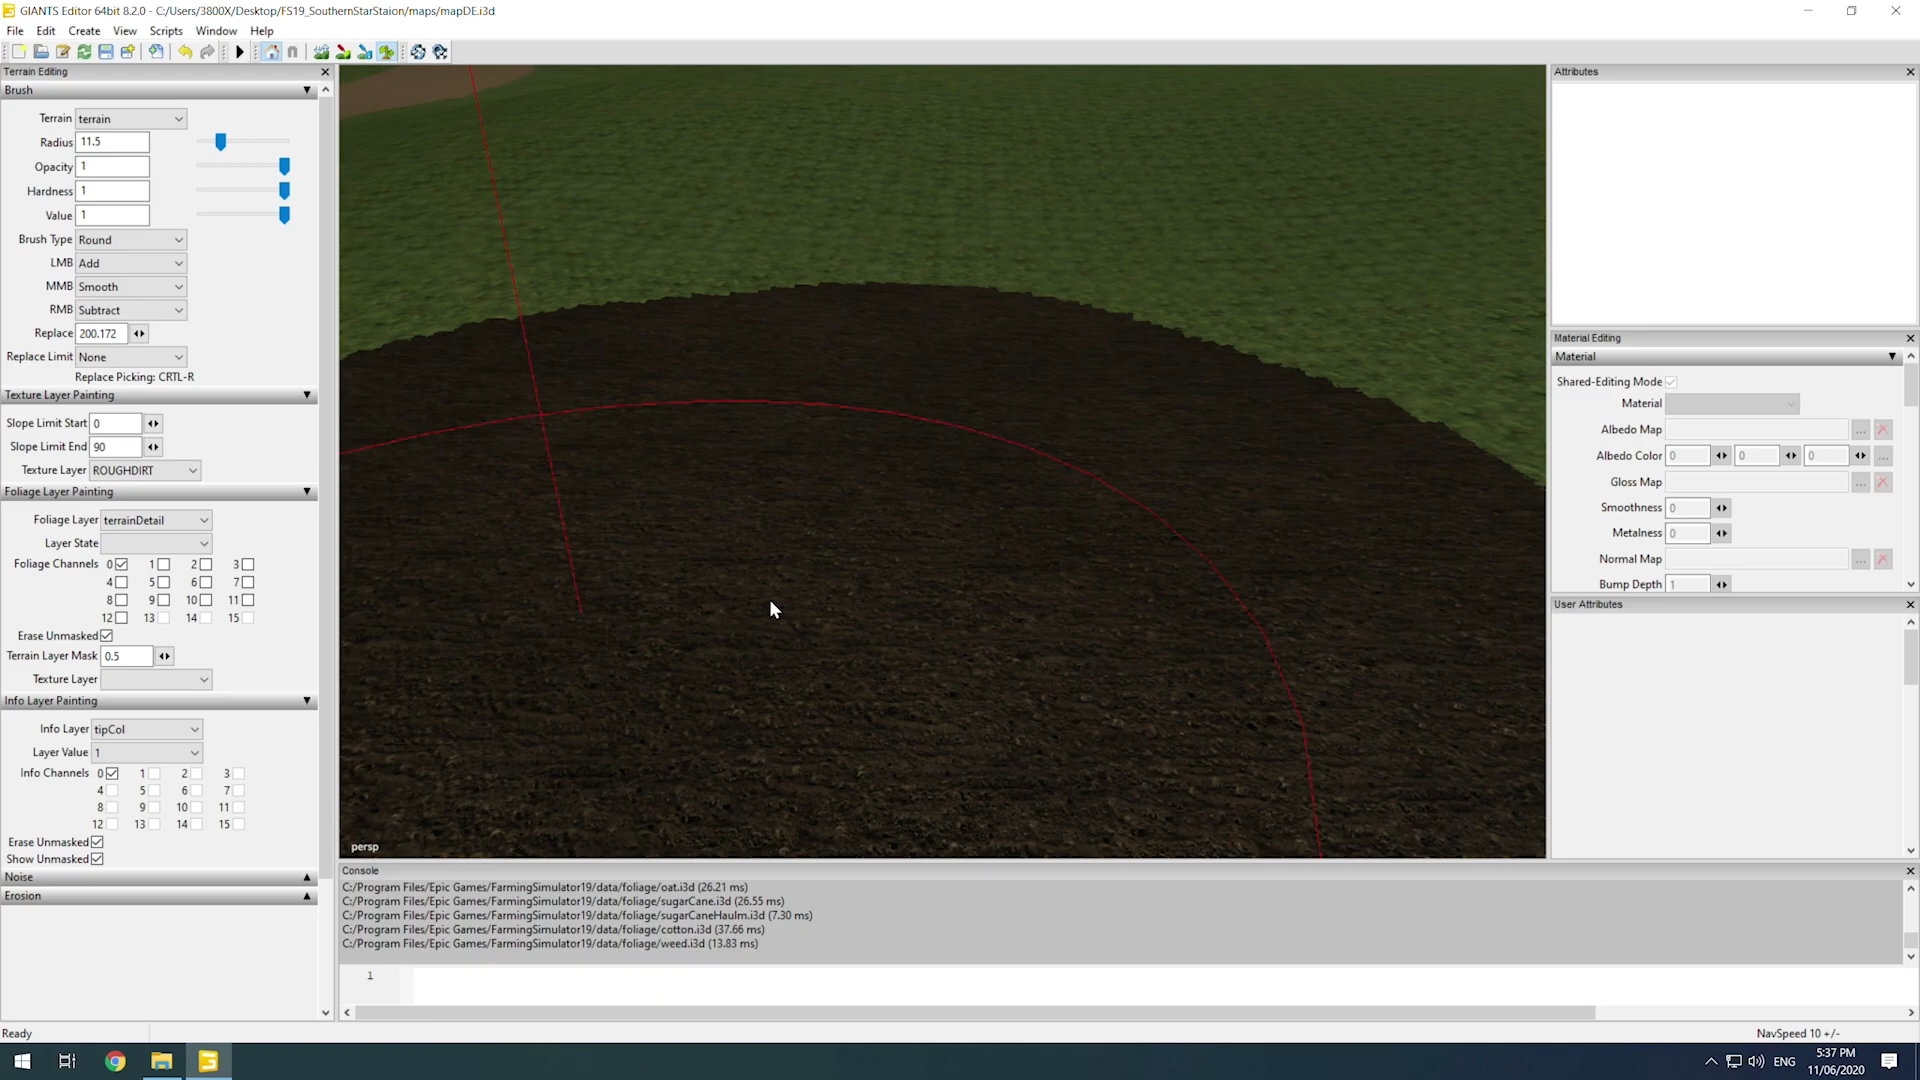 GIANTS Editor 64bit 8.2.0 - C:/Users/3800X/Desktop/FS19_SouthernStarStaion/maps/mapDE.i3d
File Edit Create View Scripts Window Help
Terrain Editing
Brush
Terrain terrain
Radius 11.5
Opacity 1
Hardness 1
Value 1
Brush Type Round
LMB Add
MMB Smooth
RMB Subtract
Replace 200.172
Replace Limit None
Replace Picking: CRTL-R
Texture Layer Painting
Slope Limit Start 0
Slope Limit End 90
Texture Layer ROUGHDIRT
Foliage Layer Painting
Foliage Layer terrainDetail
Layer State
Foliage Channels 0 1 2 3
4 5 6 7
8 9 10 11
12 13 14 15
Erase Unmasked
Terrain Layer Mask 0.5
Texture Layer
Info Layer Painting
Info Layer tipCol
Layer Value 1
Info Channels 0 1 2 3
4 5 6 7
8 9 10 11
12 13 14 15
Erase Unmasked
Show Unmasked
Noise
Erosion
persp
Console
C:/Program Files/Epic Games/FarmingSimulator19/data/foliage/oat.i3d (26.21 ms)
C:/Program Files/Epic Games/FarmingSimulator19/data/foliage/sugarCane.i3d (26.55 ms)
C:/Program Files/Epic Games/FarmingSimulator19/data/foliage/sugarCaneHaulm.i3d (7.30 ms)
C:/Program Files/Epic Games/FarmingSimulator19/data/foliage/cotton.i3d (37.66 ms)
C:/Program Files/Epic Games/FarmingSimulator19/data/foliage/weed.i3d (13.83 ms)
1
Attributes
Material Editing
Material
Shared-Editing Mode
Material
Albedo Map ...
Albedo Color 0 0 0 ...
Gloss Map ...
Smoothness 0
Metalness 0
Normal Map ...
Bump Depth 1
User Attributes
Ready
NavSpeed 10 +/-
ENG
5:37 PM
11/06/2020